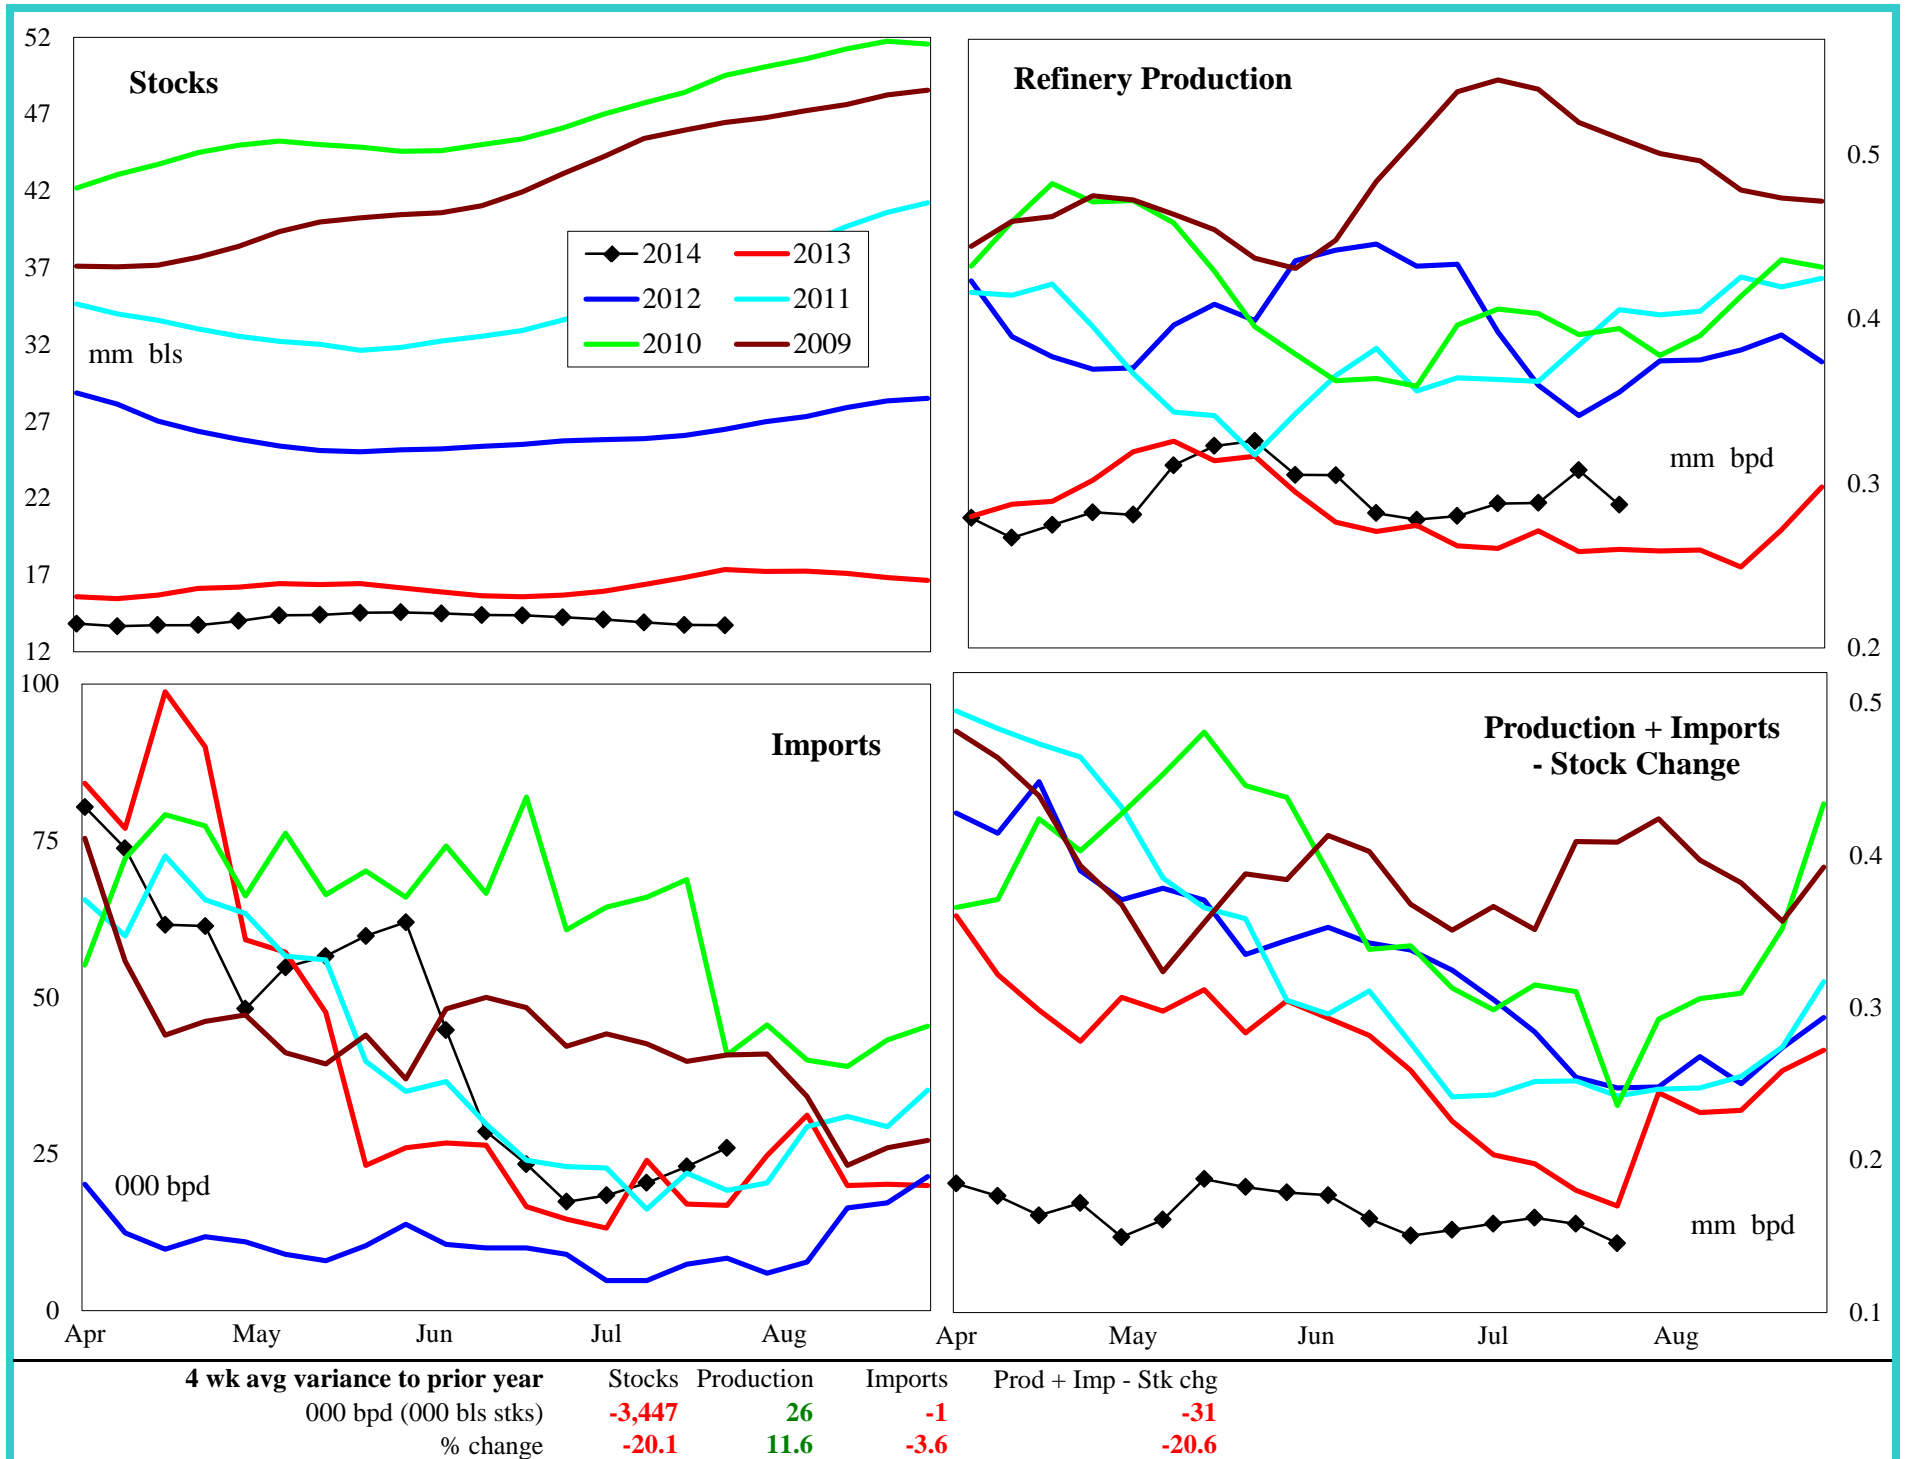 Stocks
52
47
42
37
32
27
22
17
12
mm bls
2014 2013
2012 2011
2010 2009
Refinery Production
0.5
0.4
0.3
0.2
mm bpd
Imports
100
75
50
25
0
000 bpd
Apr May Jun Jul Aug
Production + Imports
- Stock Change
0.5
0.4
0.3
0.2
0.1
mm bpd
Apr May Jun Jul Aug
4 wk avg variance to prior year Stocks Production Imports Prod + Imp - Stk chg
000 bpd (000 bls stks) -3,447 26 -1 -31
% change -20.1 11.6 -3.6 -20.6